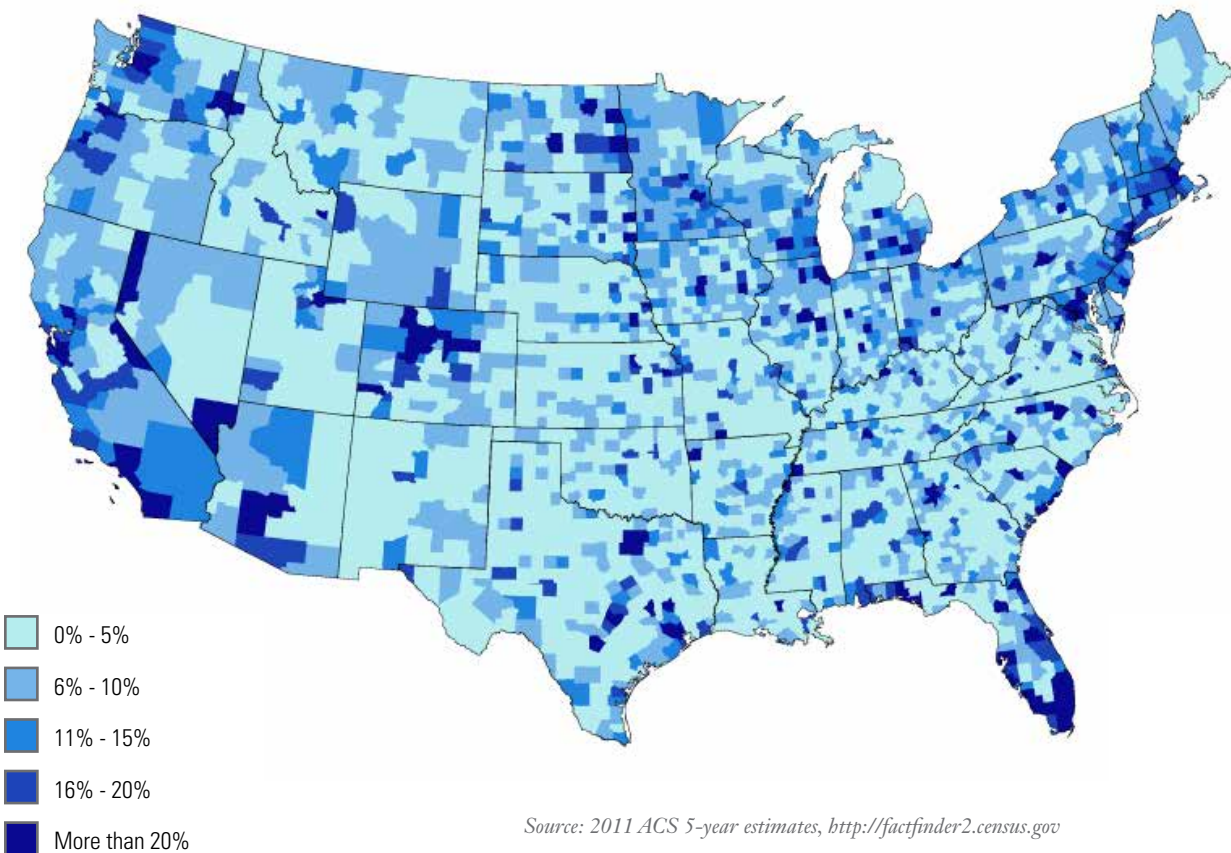 0% - 5%
6% - 10%
11% - 15%
16% - 20%
More than 20%
Source: 2011 ACS 5-year estimates, http://factfinder2.census.gov